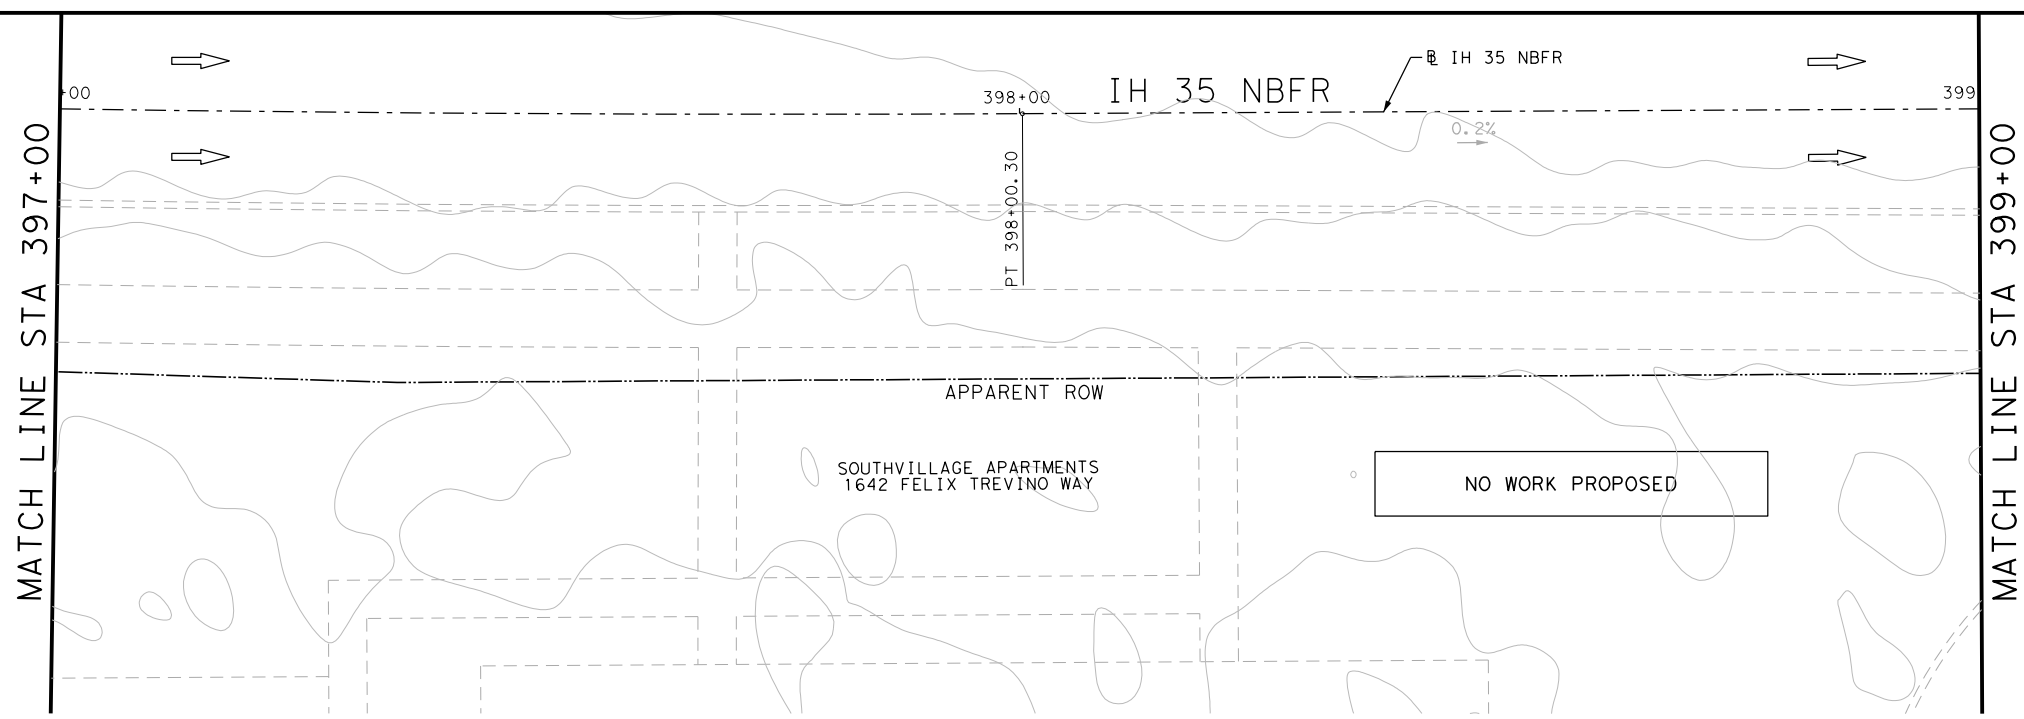 IH 35 NBFR
+00
398+00
IH 35 NBFR
399
0.2%
MATCH LINE STA 397+00
PT 398+00.30
MATCH LINE STA 399+00
APPARENT ROW
SOUTHVILLAGE APARTMENTS
1642 FELIX TREVINO WAY
NO WORK PROPOSED